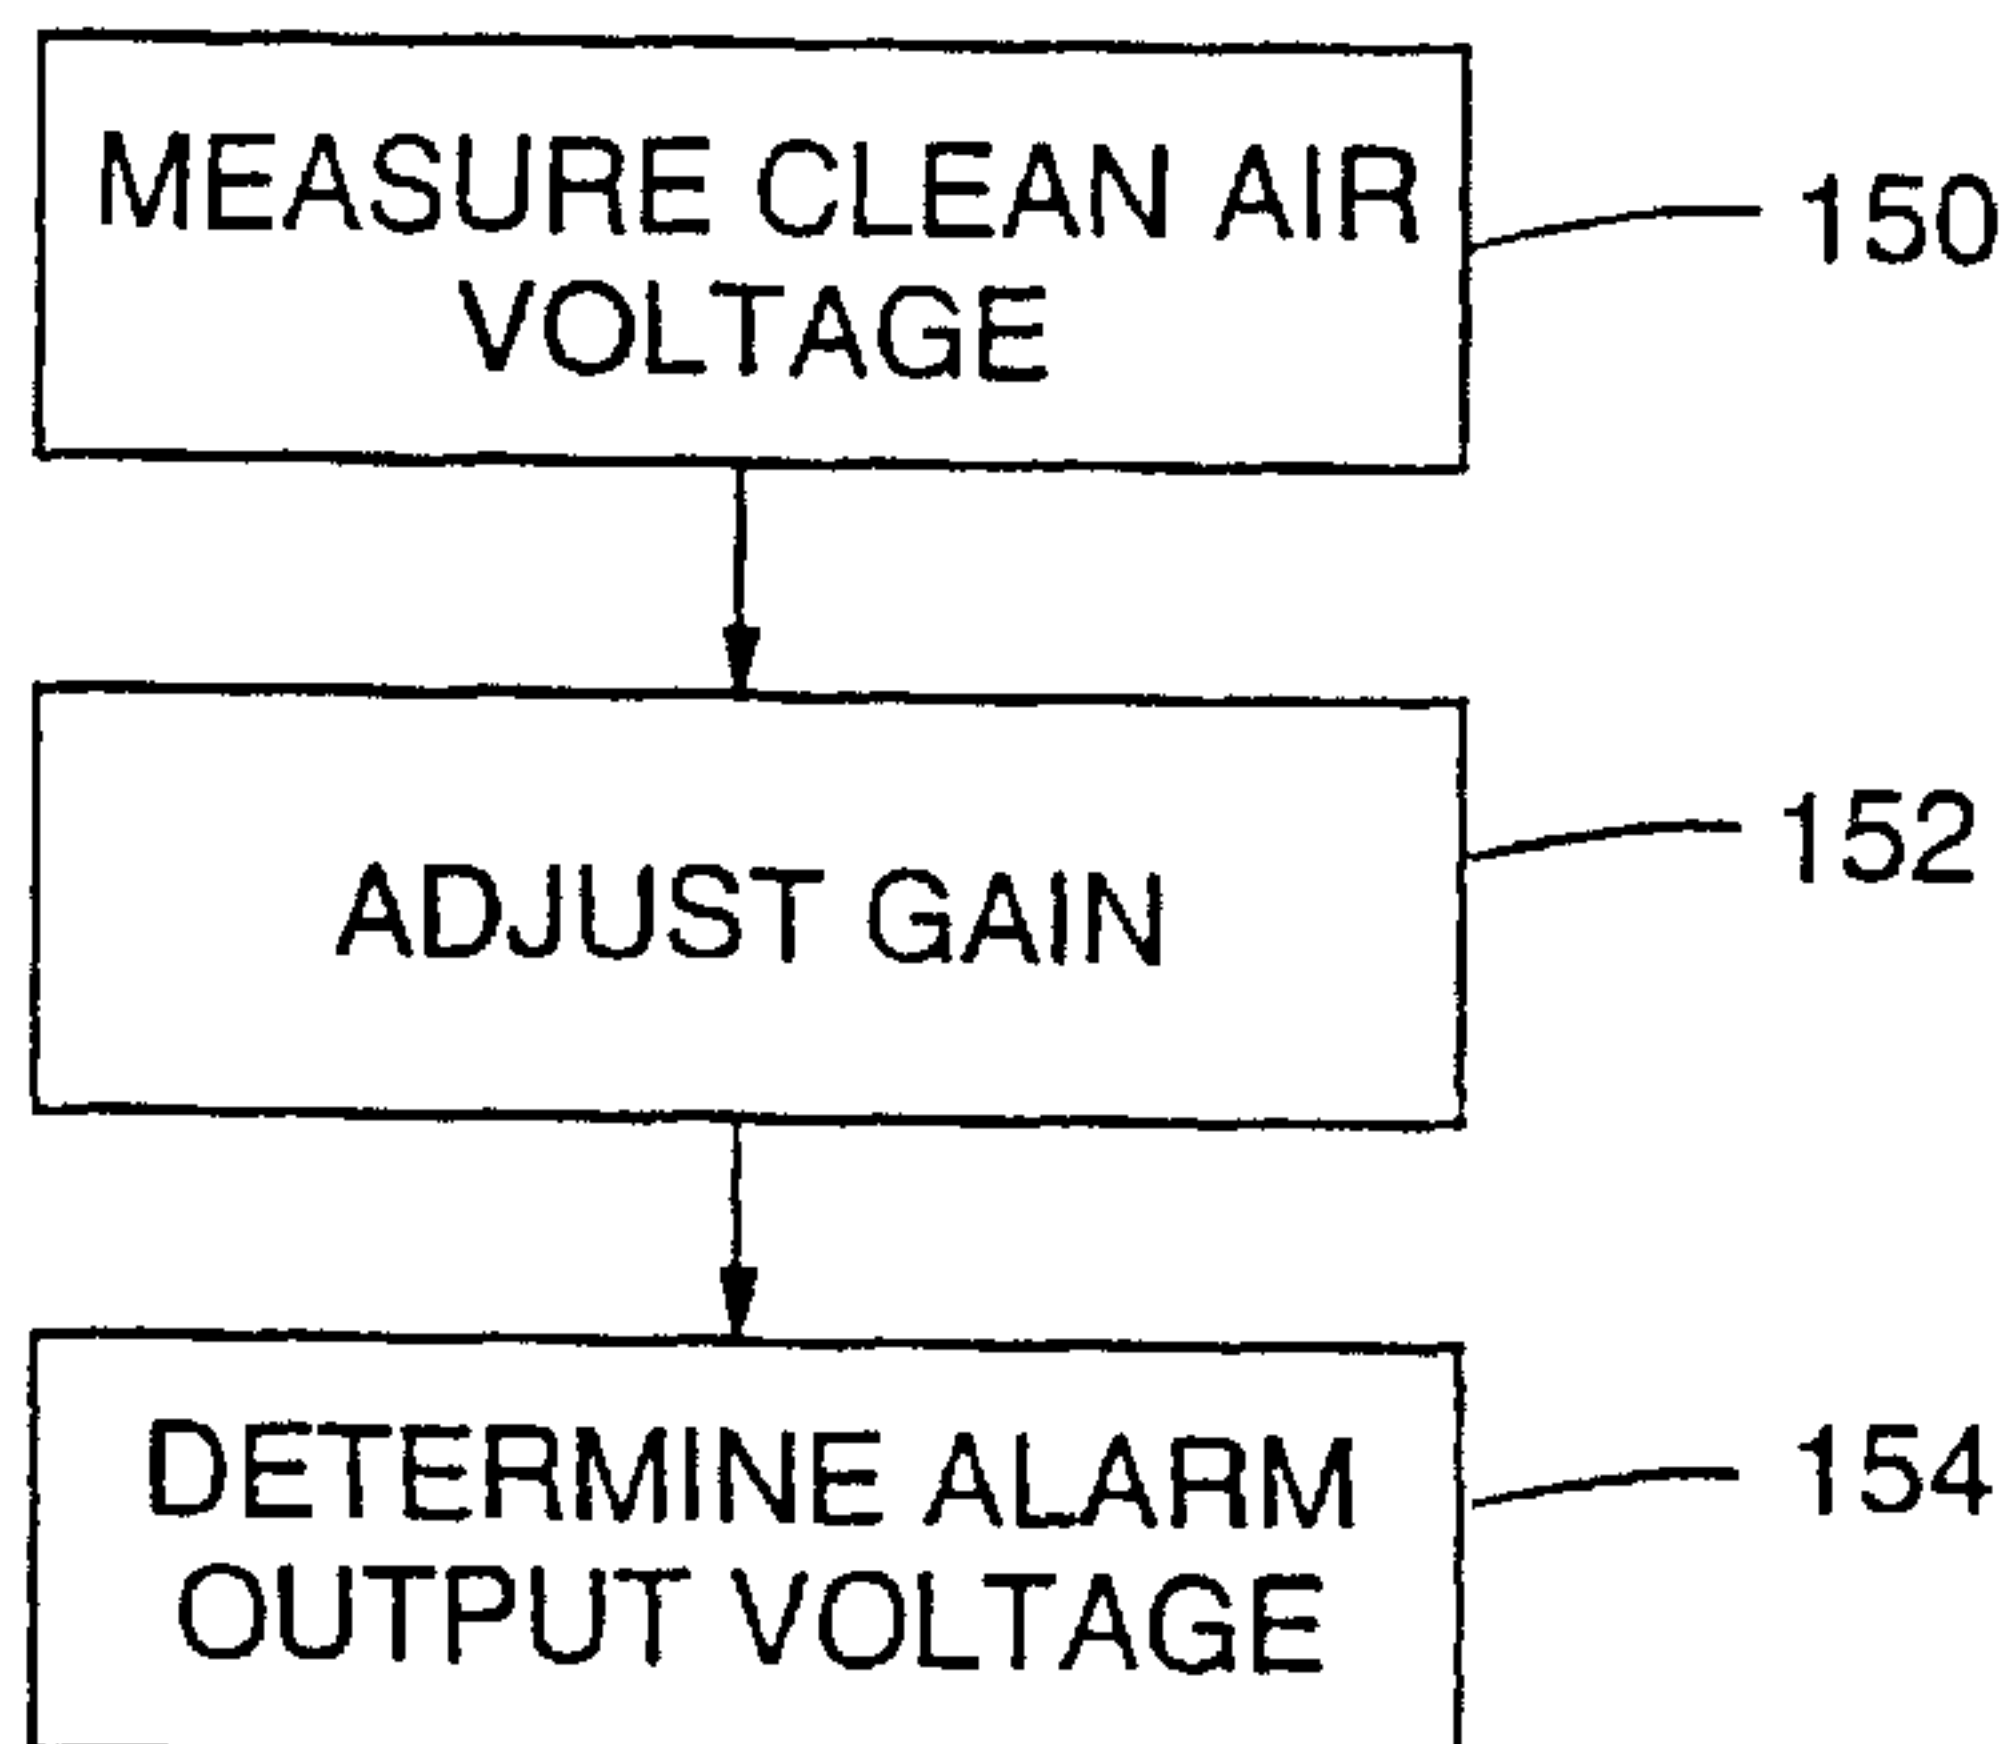 MEASURE CLEAN AIR
VOLTAGE
150
ADJUST GAIN
152
DETERMINE ALARM
OUTPUT VOLTAGE
154